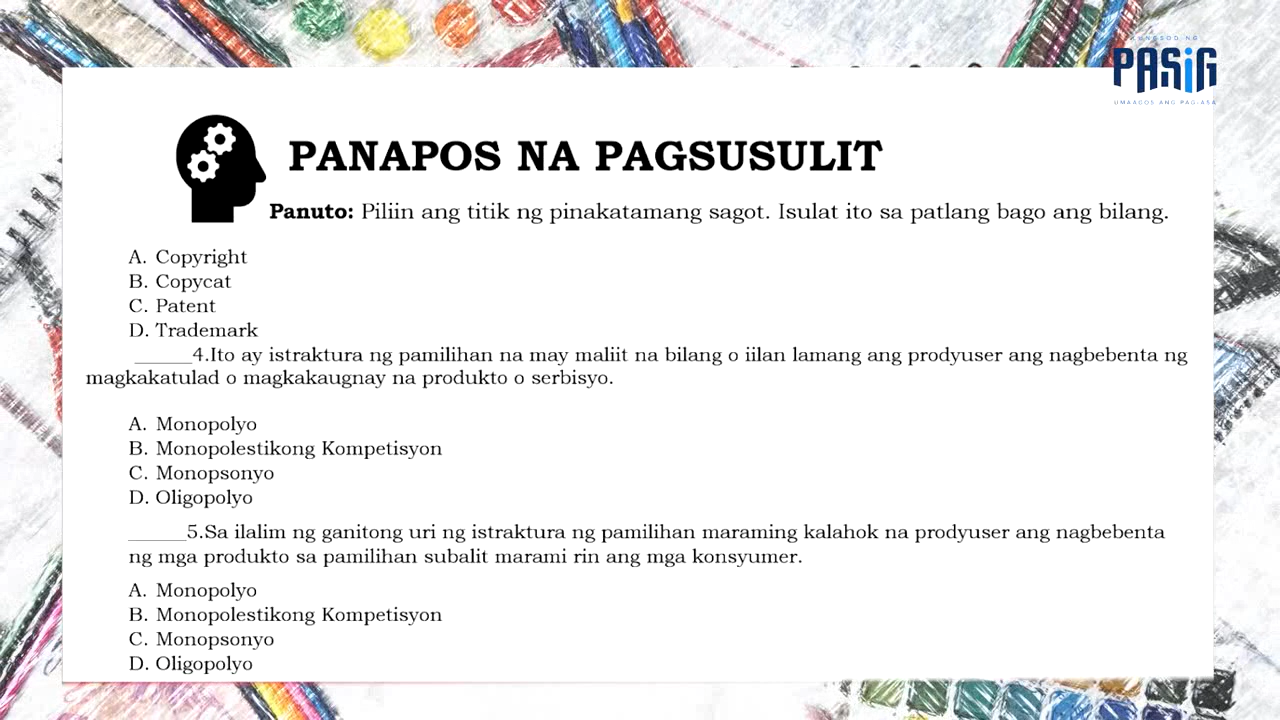 LUNGSOD NG
PASIG
UMAAGOS ANG PAG-ASA
PANAPOS NA PAGSUSULIT
Panuto: Piliin ang titik ng pinakatamang sagot. Isulat ito sa patlang bago ang bilang.
A. Copyright
B. Copycat
C. Patent
D. Trademark
______4.Ito ay istraktura ng pamilihan na may maliit na bilang o iilan lamang ang prodyuser ang nagbebenta ng
magkakatulad o magkakaugnay na produkto o serbisyo.
A. Monopolyo
B. Monopolestikong Kompetisyon
C. Monopsonyo
D. Oligopolyo
______5.Sa ilalim ng ganitong uri ng istraktura ng pamilihan maraming kalahok na prodyuser ang nagbebenta
ng mga produkto sa pamilihan subalit marami rin ang mga konsyumer.
A. Monopolyo
B. Monopolestikong Kompetisyon
C. Monopsonyo
D. Oligopolyo